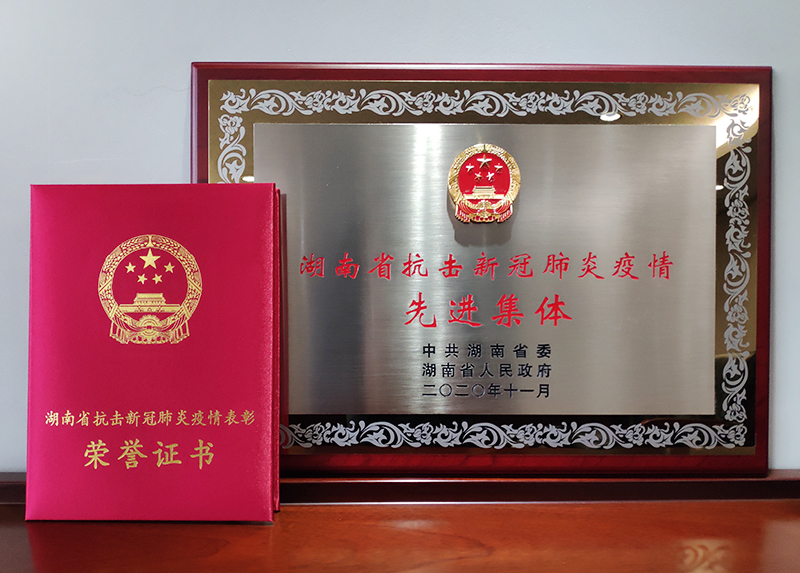 湖南省抗击新冠肺炎疫情表彰
荣誉证书
湖南省抗击新冠肺炎疫情
先进集体
中共湖南省委
湖南省人民政府
二〇二〇年十一月